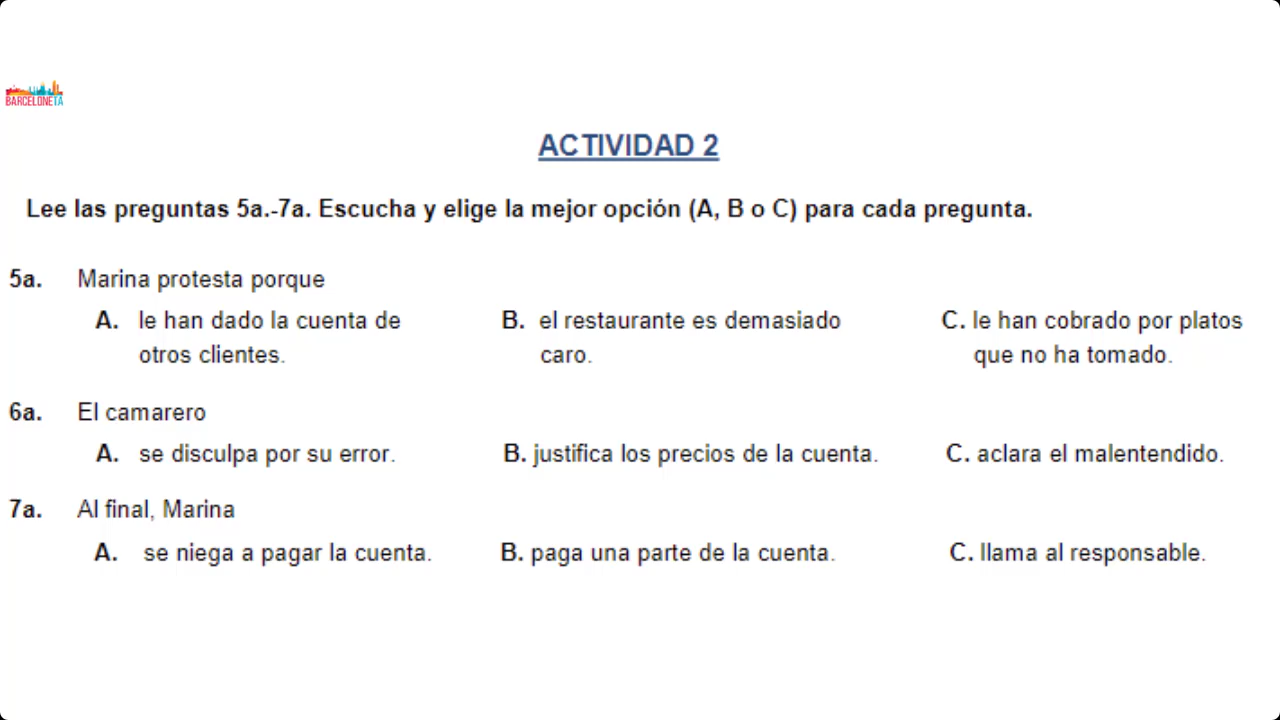 BARCELONETA
ACTIVIDAD 2
Lee las preguntas 5a.-7a. Escucha y elige la mejor opción (A, B o C) para cada pregunta.
5a. Marina protesta porque
A. le han dado la cuenta de B. el restaurante es demasiado C. le han cobrado por platos
otros clientes. caro. que no ha tomado.
6a. El camarero
A. se disculpa por su error. B. justifica los precios de la cuenta. C. aclara el malentendido.
7a. Al final, Marina
A. se niega a pagar la cuenta. B. paga una parte de la cuenta. C. llama al responsable.